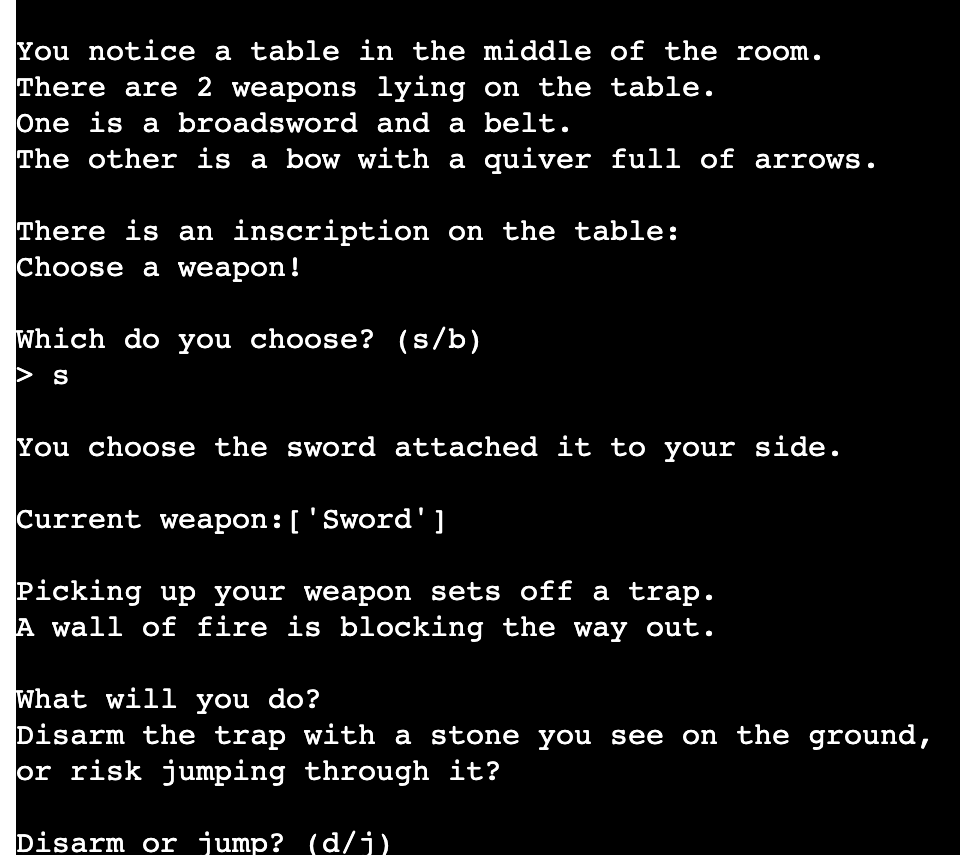 You notice a table in the middle of the room.
There are 2 weapons lying on the table.
One is a broadsword and a belt.
The other is a bow with a quiver full of arrows.
There is an inscription on the table:
Choose a weapon!
Which do you choose? (s/b)
> s
You choose the sword attached it to your side.
Current weapon:['Sword']
Picking up your weapon sets off a trap.
A wall of fire is blocking the way out.
What will you do?
Disarm the trap with a stone you see on the ground,
or risk jumping through it?
Disarm or jump? (d/j)